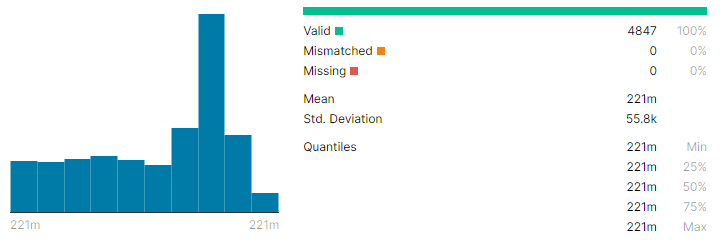 Valid 4847 100%
Mismatched 0 0%
Missing 0 0%
Mean 221m
Std. Deviation 55.8k
Quantiles 221m Min
221m 25%
221m 50%
221m 75%
221m Max
221m 221m